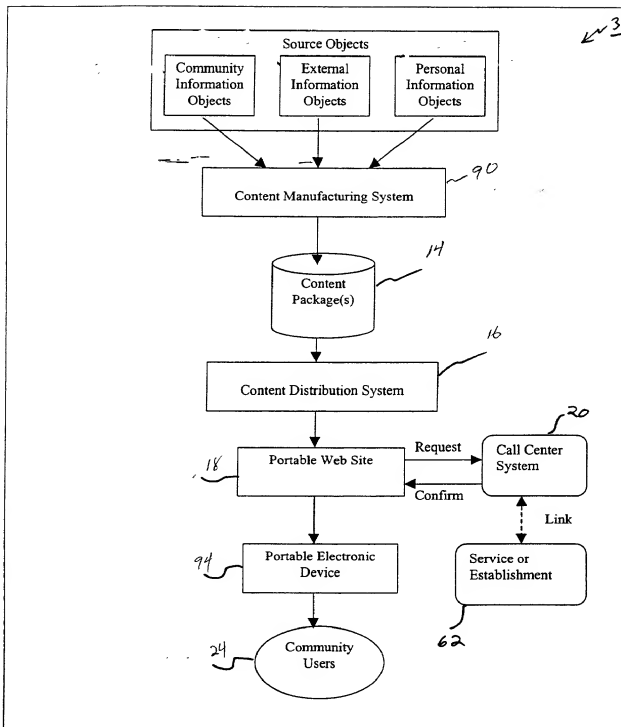 3
Source Objects
Community
Information
Objects
External
Information
Objects
Personal
Information
Objects
Content Manufacturing System
90
Content
Package(s)
14
Content Distribution System
16
Portable Web Site
18
Request
Confirm
Call Center
System
20
Link
Portable Electronic
Device
94
Service or
Establishment
62
Community
Users
24